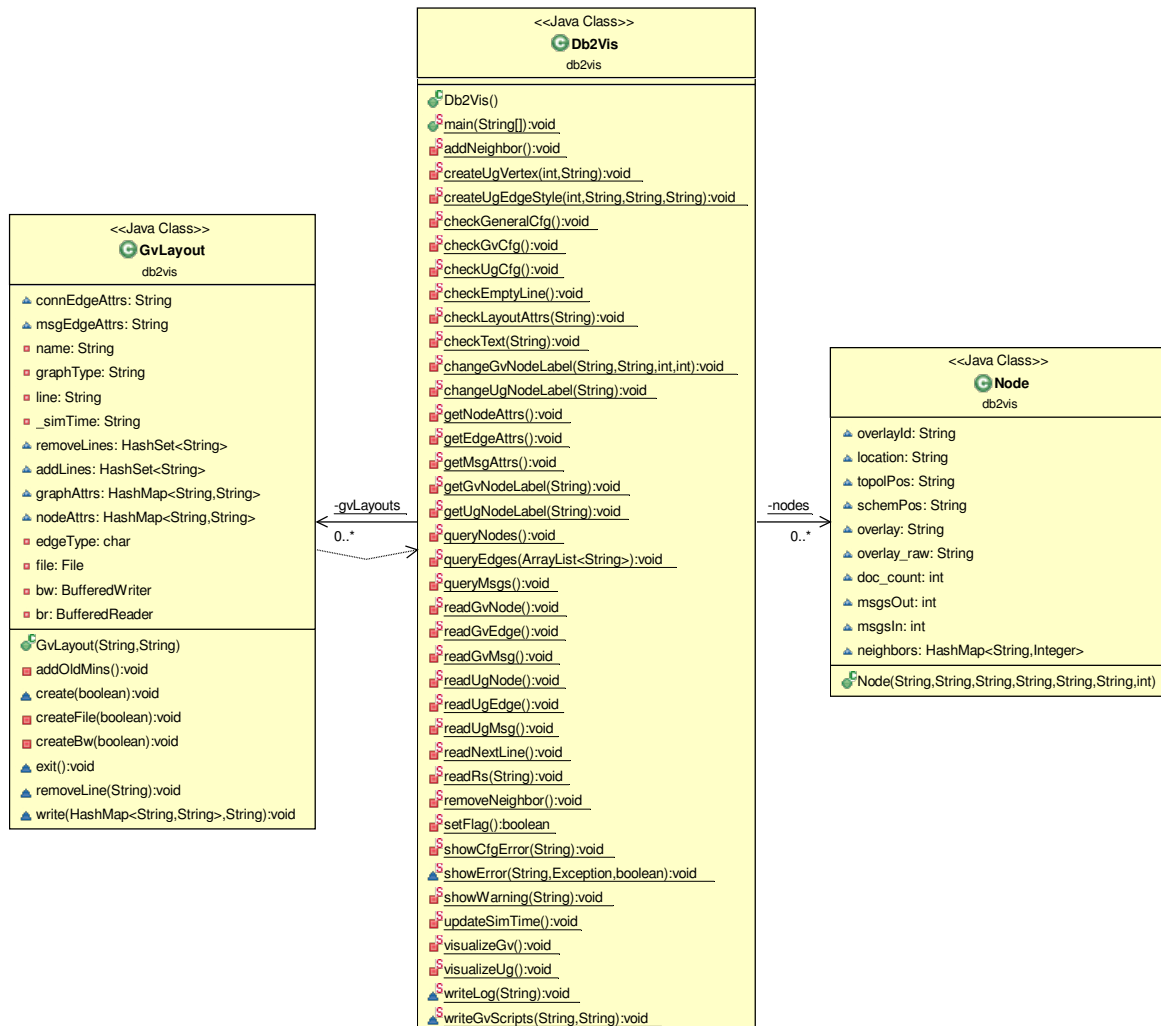 <<Java Class>>
Db2Vis
db2vis
Db2Vis()
main(String[]):void
addNeighbor():void
createUgVertex(int,String):void
createUgEdgeStyle(int,String,String,String):void
checkGeneralCfg():void
checkGvCfg():void
checkUgCfg():void
checkEmptyLine():void
checkLayoutAttrs(String):void
checkText(String):void
changeGvNodeLabel(String,String,int,int):void
changeUgNodeLabel(String):void
getNodeAttrs():void
getEdgeAttrs():void
getMsgAttrs():void
getGvNodeLabel(String):void
getUgNodeLabel(String):void
queryNodes():void
queryEdges(ArrayList<String>):void
queryMsgs():void
readGvNode():void
readGvEdge():void
readGvMsg():void
readUgNode():void
readUgEdge():void
readUgMsg():void
readNextLine():void
readRs(String):void
removeNeighbor():void
setFlag():boolean
showCfgError(String):void
showError(String,Exception,boolean):void
showWarning(String):void
updateSimTime():void
visualizeGv():void
visualizeUg():void
writeLog(String):void
writeGvScripts(String,String):void
<<Java Class>>
GvLayout
db2vis
connEdgeAttrs: String
msgEdgeAttrs: String
name: String
graphType: String
line: String
_simTime: String
removeLines: HashSet<String>
addLines: HashSet<String>
graphAttrs: HashMap<String,String>
nodeAttrs: HashMap<String,String>
edgeType: char
file: File
bw: BufferedWriter
br: BufferedReader
GvLayout(String,String)
addOldMins():void
create(boolean):void
createFile(boolean):void
createBw(boolean):void
exit():void
removeLine(String):void
write(HashMap<String,String>,String):void
-gvLayouts
0..*
-nodes
0..*
<<Java Class>>
Node
db2vis
overlayId: String
location: String
topolPos: String
schemPos: String
overlay: String
overlay_raw: String
doc_count: int
msgsOut: int
msgsIn: int
neighbors: HashMap<String,Integer>
Node(String,String,String,String,String,String,int)